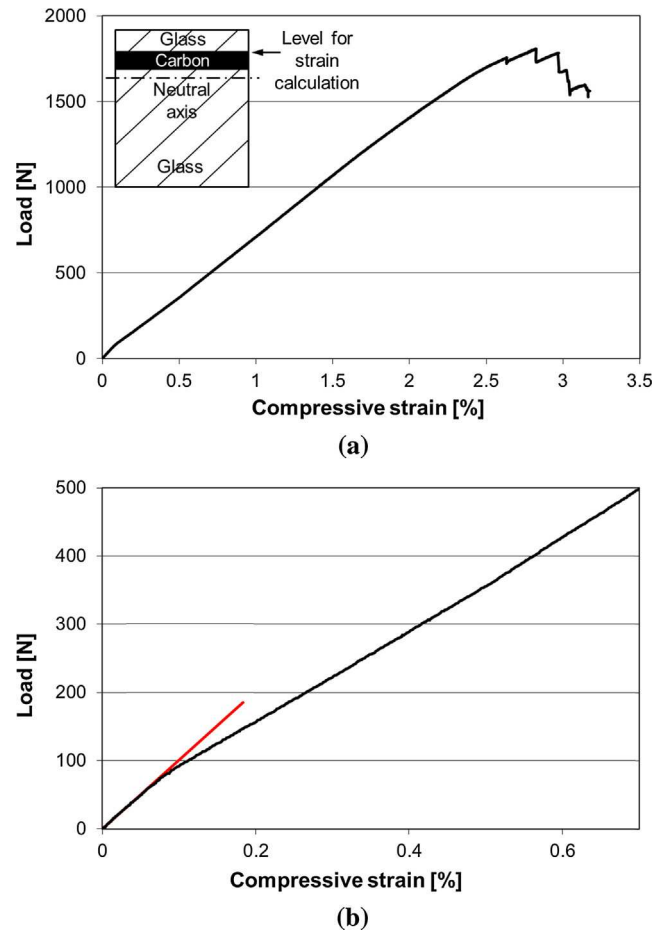 2000
1500
1000
500
0
Load [N]
Glass
Carbon
Neutral
axis
Glass
Level for
strain
calculation
0
0.5
1
1.5
2
2.5
3
3.5
Compressive strain [%]
(a)
500
400
300
200
100
0
Load [N]
0
0.2
0.4
0.6
Compressive strain [%]
(b)